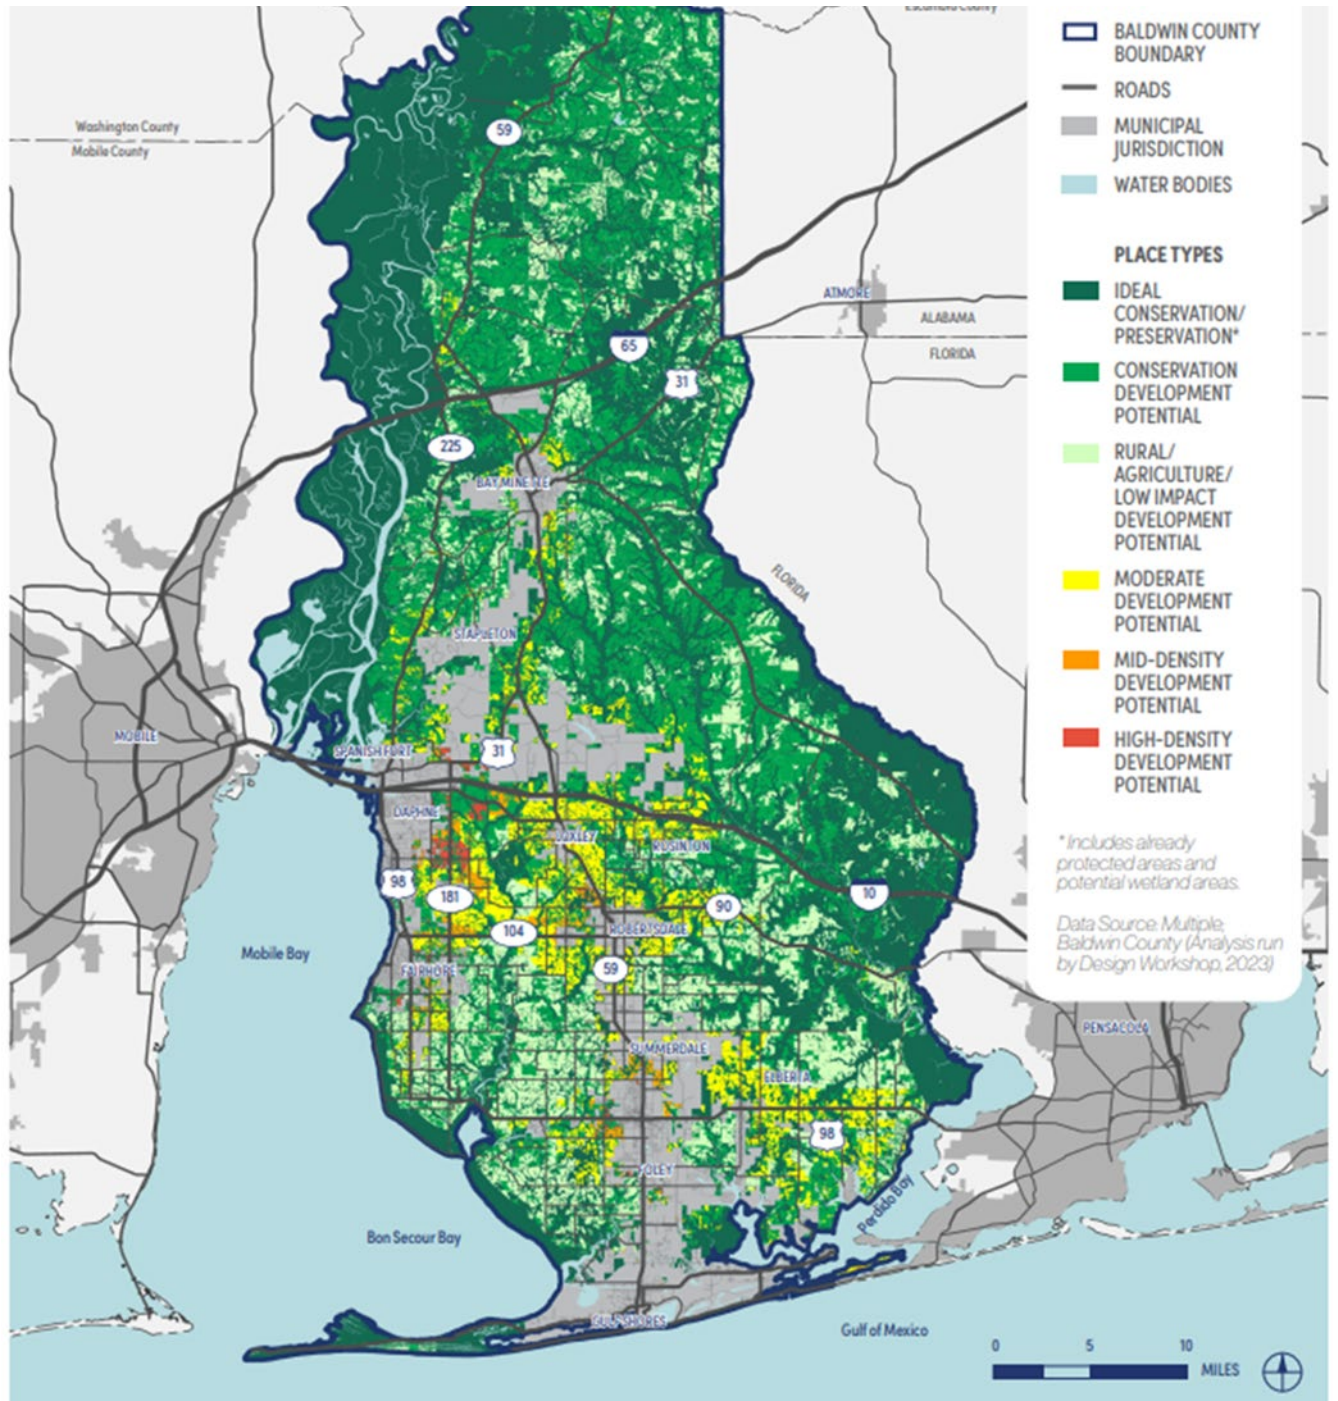 Escambia County
Washington County
Mobile County
59
ATMORE
ALABAMA
FLORIDA
65
31
225
BAY MINETTE
FLORIDA
STAPLETON
MOBILE
SPANISH FORT
31
DAPHNE
LOXLEY
ROSINTON
98
181
10
90
104
ROBERTSDALE
Mobile Bay
59
FAIRHOPE
PENSACOLA
SUMMERDALE
ELBERTA
98
FOLEY
Perdido Bay
Bon Secour Bay
GULF SHORES
Gulf of Mexico
0 5 10
MILES
BALDWIN COUNTY
BOUNDARY
ROADS
MUNICIPAL
JURISDICTION
WATER BODIES
PLACE TYPES
IDEAL
CONSERVATION/
PRESERVATION*
CONSERVATION
DEVELOPMENT
POTENTIAL
RURAL/
AGRICULTURE/
LOW IMPACT
DEVELOPMENT
POTENTIAL
MODERATE
DEVELOPMENT
POTENTIAL
MID-DENSITY
DEVELOPMENT
POTENTIAL
HIGH-DENSITY
DEVELOPMENT
POTENTIAL
* Includes already
protected areas and
potential wetland areas.
Data Source: Multiple;
Baldwin County (Analysis run
by Design Workshop, 2023)